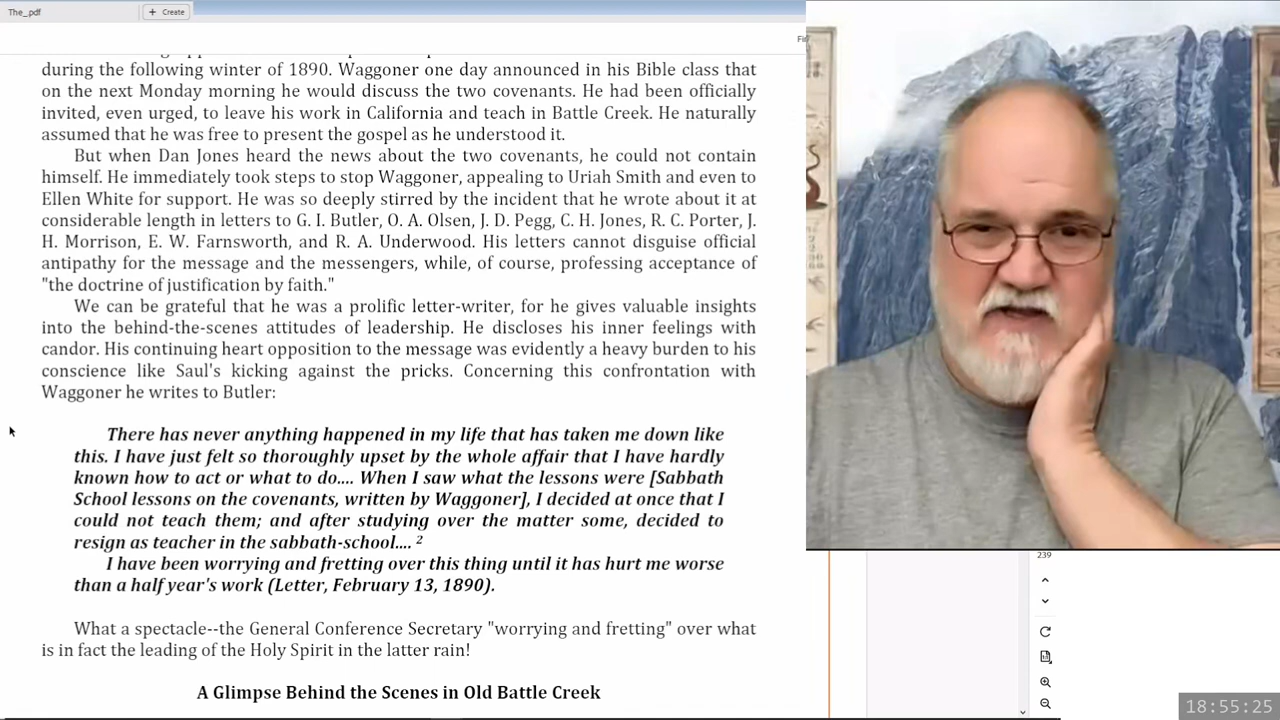 The_pdf
+ Create
during the following winter of 1890. Waggoner one day announced in his Bible class that
on the next Monday morning he would discuss the two covenants. He had been officially
invited, even urged, to leave his work in California and teach in Battle Creek. He naturally
assumed that he was free to present the gospel as he understood it.
But when Dan Jones heard the news about the two covenants, he could not contain
himself. He immediately took steps to stop Waggoner, appealing to Uriah Smith and even to
Ellen White for support. He was so deeply stirred by the incident that he wrote about it at
considerable length in letters to G. I. Butler, O. A. Olsen, J. D. Pegg, C. H. Jones, R. C. Porter, J.
H. Morrison, E. W. Farnsworth, and R. A. Underwood. His letters cannot disguise official
antipathy for the message and the messengers, while, of course, professing acceptance of
"the doctrine of justification by faith."
We can be grateful that he was a prolific letter-writer, for he gives valuable insights
into the behind-the-scenes attitudes of leadership. He discloses his inner feelings with
candor. His continuing heart opposition to the message was evidently a heavy burden to his
conscience like Saul's kicking against the pricks. Concerning this confrontation with
Waggoner he writes to Butler:
There has never anything happened in my life that has taken me down like
this. I have just felt so thoroughly upset by the whole affair that I have hardly
known how to act or what to do.... When I saw what the lessons were [Sabbath
School lessons on the covenants, written by Waggoner], I decided at once that I
could not teach them; and after studying over the matter some, decided to
resign as teacher in the sabbath-school.... 2
I have been worrying and fretting over this thing until it has hurt me worse
than a half year's work (Letter, February 13, 1890).
What a spectacle--the General Conference Secretary "worrying and fretting" over what
is in fact the leading of the Holy Spirit in the latter rain!
A Glimpse Behind the Scenes in Old Battle Creek
239
18:55:25